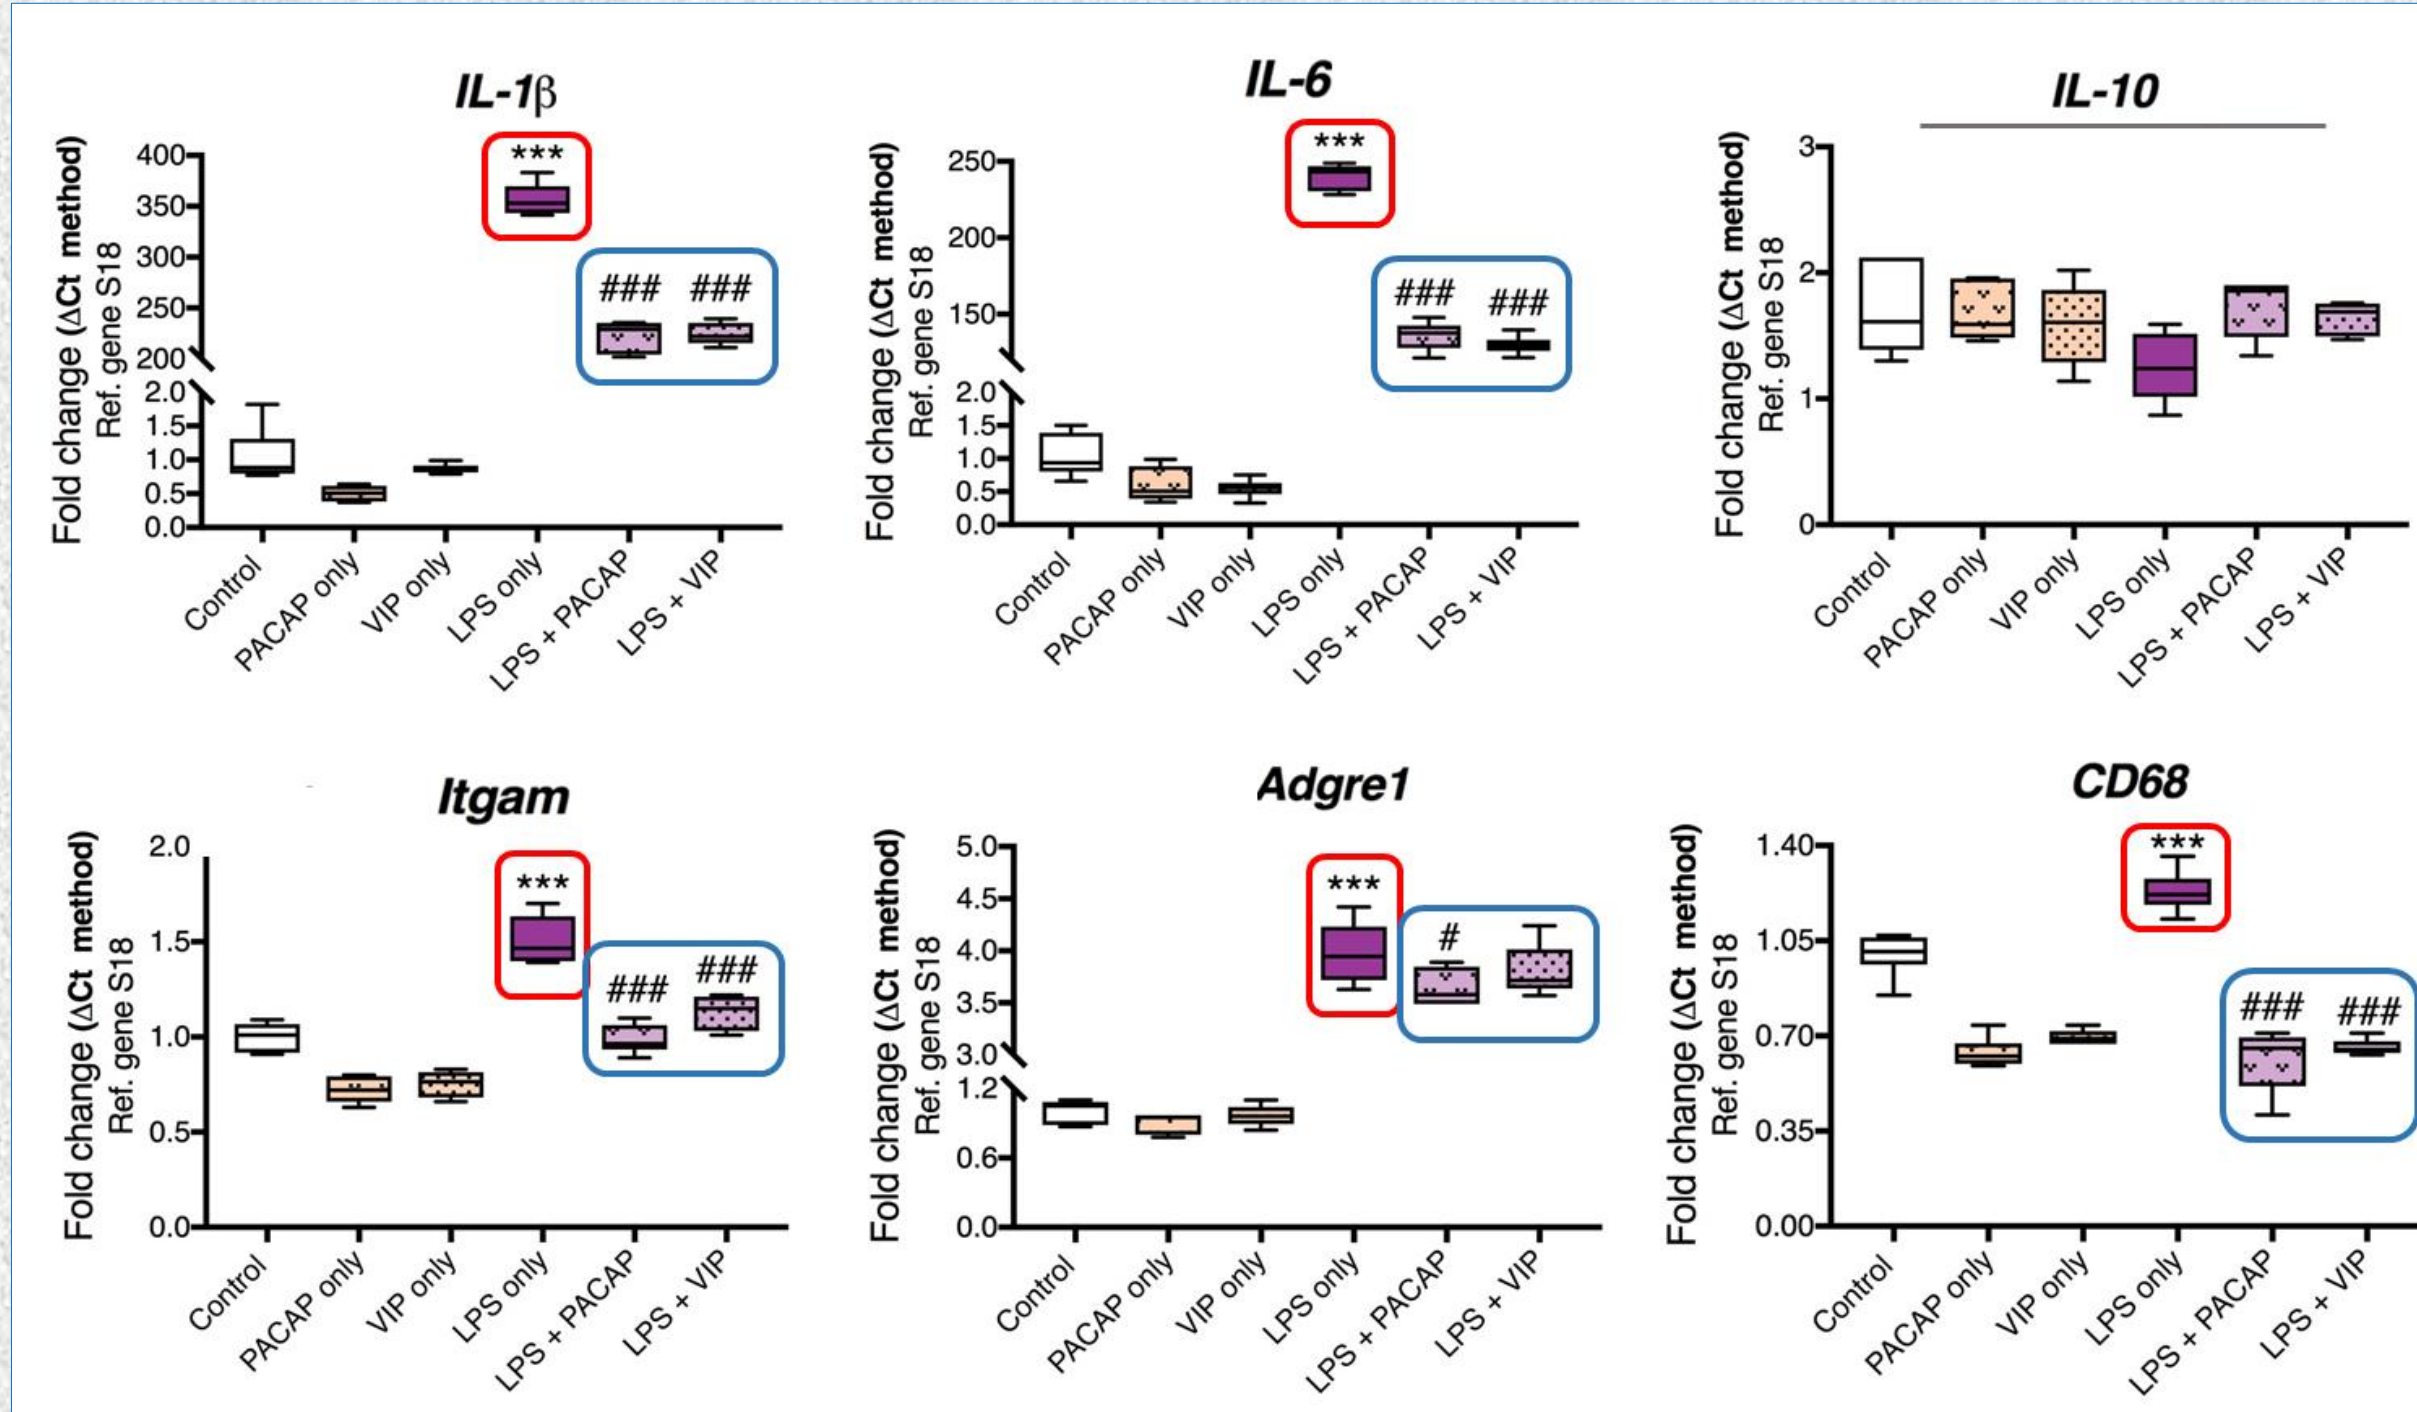 IL-1β
Fold change (ΔCt method)
Ref. gene S18
400
350
300
250
200
2.0
1.5
1.0
0.5
0.0
***
###
###
Control
PACAP only
VIP only
LPS only
LPS + PACAP
LPS + VIP
IL-6
Fold change (ΔCt method)
Ref. gene S18
250
200
150
2.0
1.5
1.0
0.5
0.0
***
###
###
Control
PACAP only
VIP only
LPS only
LPS + PACAP
LPS + VIP
IL-10
Fold change (ΔCt method)
Ref. gene S18
3
2
1
0
Control
PACAP only
VIP only
LPS only
LPS + PACAP
LPS + VIP
Itgam
Fold change (ΔCt method)
Ref. gene S18
2.0
1.5
1.0
0.5
0.0
***
###
###
Control
PACAP only
VIP only
LPS only
LPS + PACAP
LPS + VIP
Adgre1
Fold change (ΔCt method)
Ref. gene S18
5.0
4.5
4.0
3.5
3.0
1.2
0.6
0.0
***
#
Control
PACAP only
VIP only
LPS only
LPS + PACAP
LPS + VIP
CD68
Fold change (ΔCt method)
Ref. gene S18
1.40
1.05
0.70
0.35
0.00
***
###
###
Control
PACAP only
VIP only
LPS only
LPS + PACAP
LPS + VIP